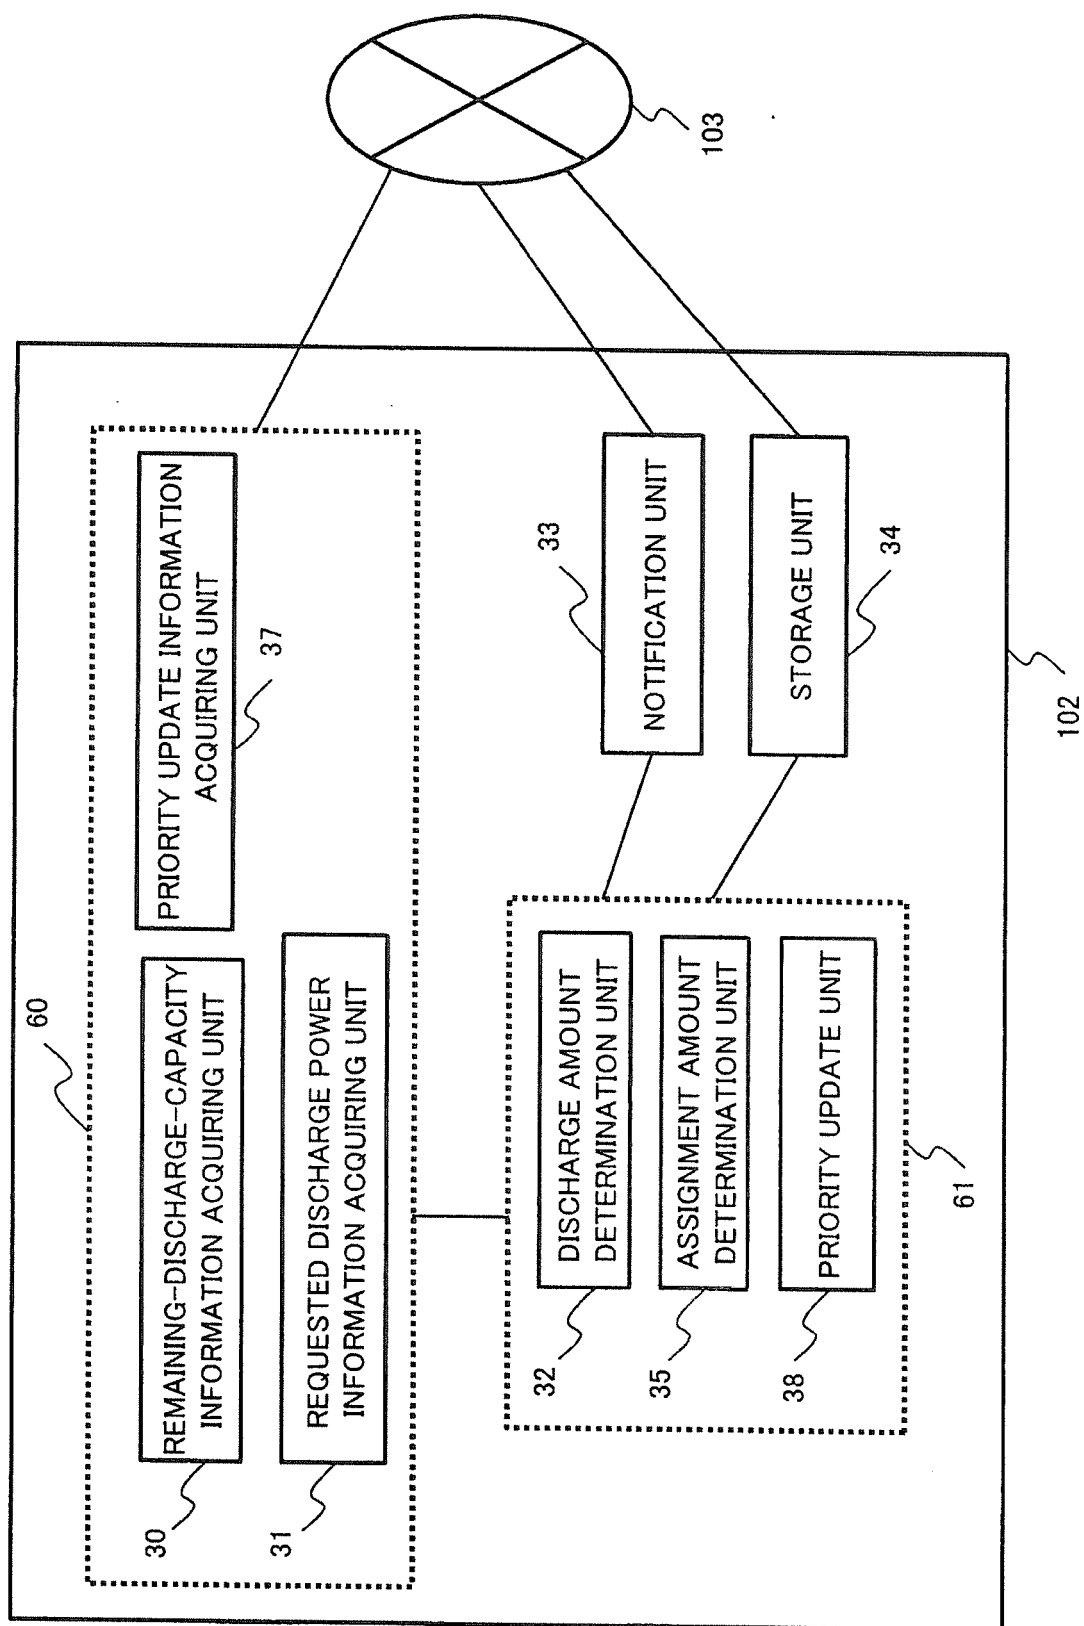 60
REMAINING-DISCHARGE-CAPACITY
INFORMATION ACQUIRING UNIT
30
PRIORITY UPDATE INFORMATION
ACQUIRING UNIT
37
REQUESTED DISCHARGE POWER
INFORMATION ACQUIRING UNIT
31
DISCHARGE AMOUNT
DETERMINATION UNIT
32
ASSIGNMENT AMOUNT
DETERMINATION UNIT
35
PRIORITY UPDATE UNIT
38
61
33
NOTIFICATION UNIT
STORAGE UNIT
34
102
103